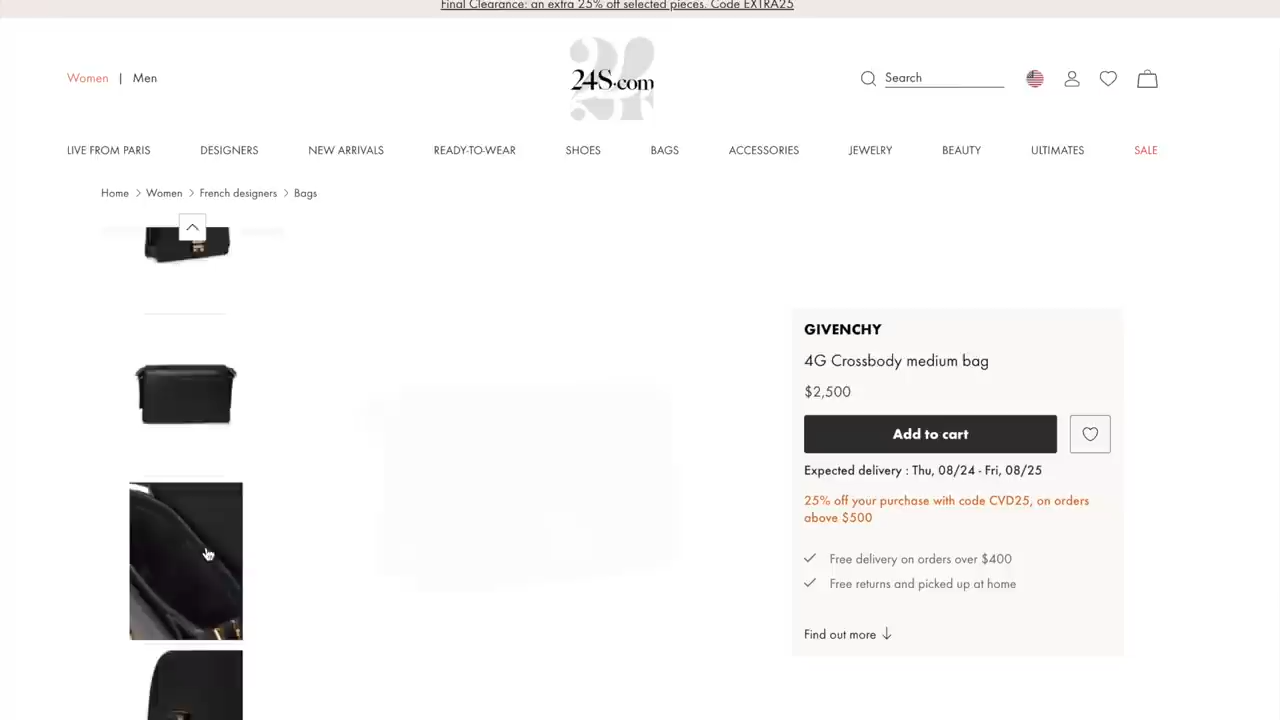 Final Clearance: an extra 25% off selected pieces. Code EXTRA25
Women | Men
24S.com
Search
LIVE FROM PARIS DESIGNERS NEW ARRIVALS READY-TO-WEAR SHOES BAGS ACCESSORIES JEWELRY BEAUTY ULTIMATES SALE
Home > Women > French designers > Bags
GIVENCHY
4G Crossbody medium bag
$2,500
Add to cart
Expected delivery : Thu, 08/24 - Fri, 08/25
25% off your purchase with code CVD25, on orders
above $500
Free delivery on orders over $400
Free returns and picked up at home
Find out more ↓